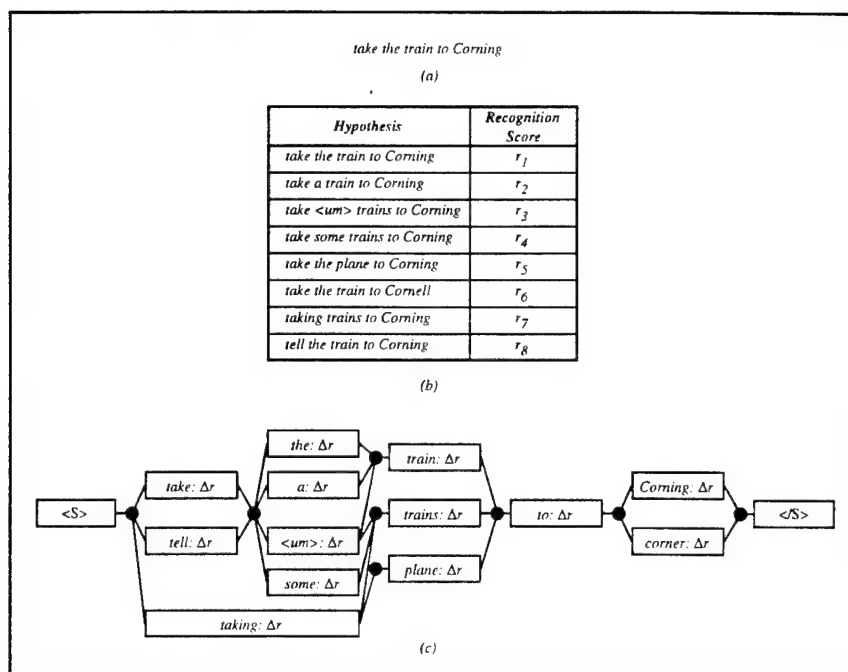 take the train to Corning
(a)
Hypothesis Recognition Score
take the train to Corning r1
take a train to Corning r2
take <um> trains to Corning r3
take some trains to Corning r4
take the plane to Corning r5
take the train to Cornell r6
taking trains to Corning r7
tell the train to Corning r8
(b)
<S>
take: Δr
tell: Δr
taking: Δr
the: Δr
a: Δr
<um>: Δr
some: Δr
train: Δr
trains: Δr
plane: Δr
to: Δr
Corning: Δr
corner: Δr
</S>
(c)